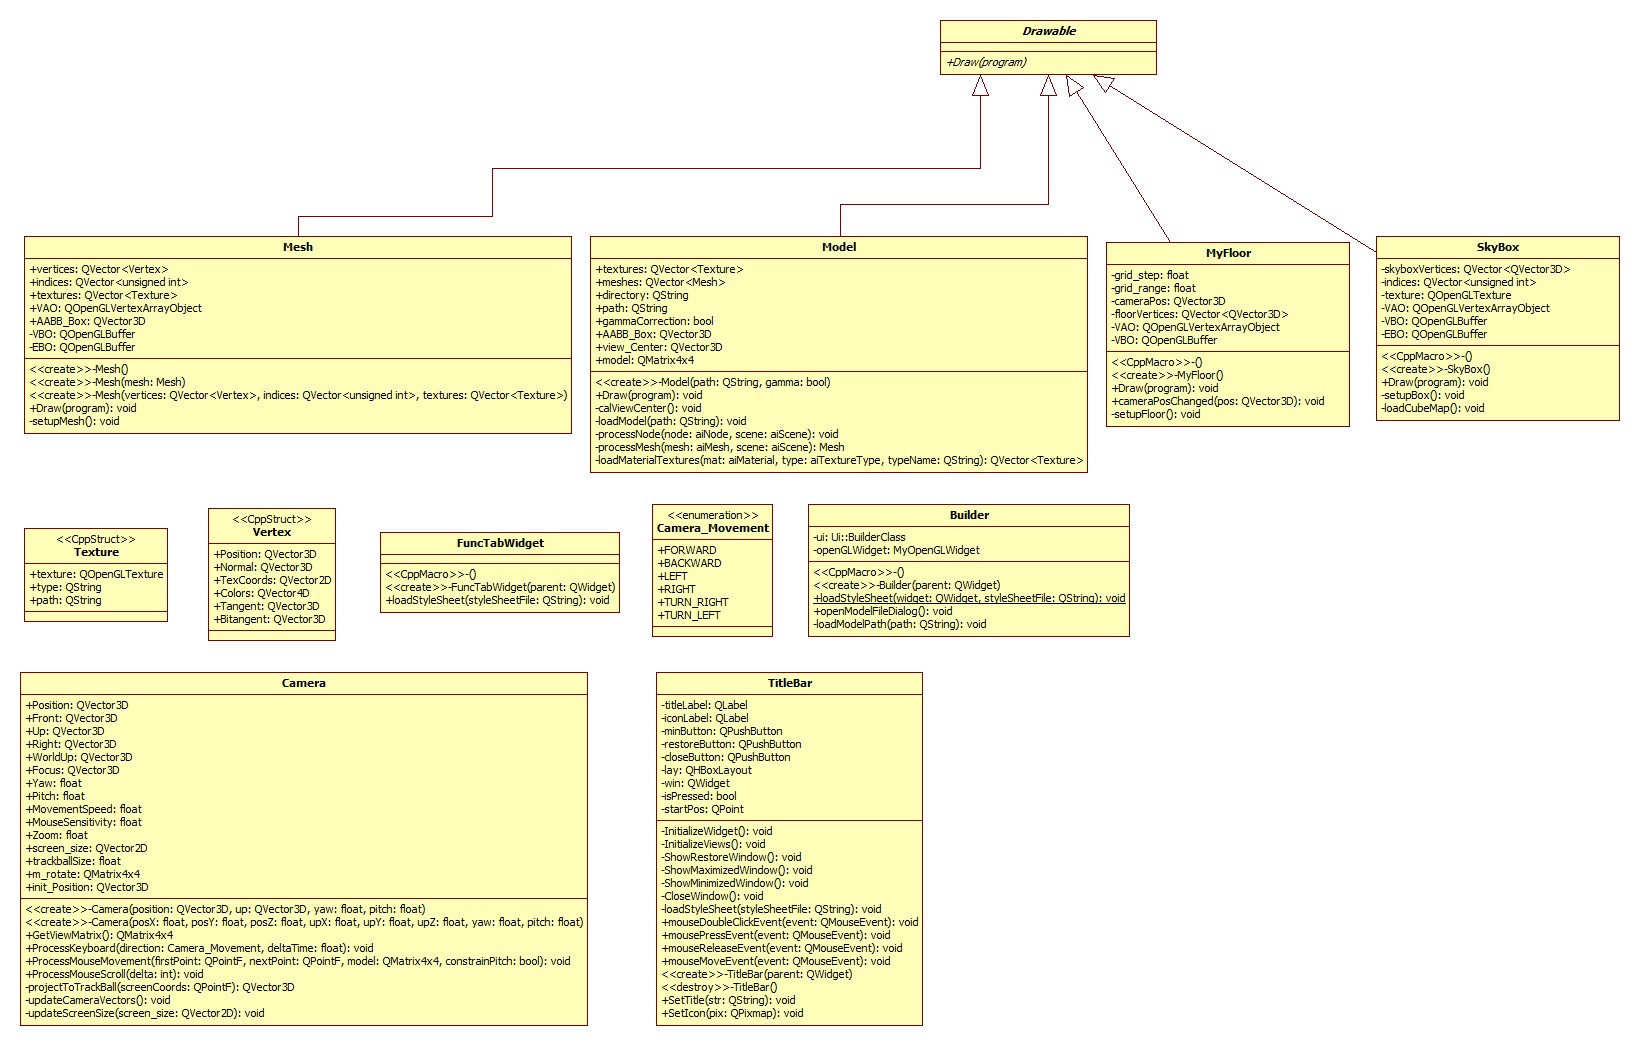 Drawable
+Draw(program)
Mesh
+vertices: QVector<Vertex>
+indices: QVector<unsigned int>
+textures: QVector<Texture>
+VAO: QOpenGLVertexArrayObject
+AABB_Box: QVector3D
-VBO: QOpenGLBuffer
-EBO: QOpenGLBuffer
<<create>>-Mesh()
<<create>>-Mesh(mesh: Mesh)
<<create>>-Mesh(vertices: QVector<Vertex>, indices: QVector<unsigned int>, textures: QVector<Texture>)
+Draw(program): void
-setupMesh(): void
Model
+textures: QVector<Texture>
+meshes: QVector<Mesh>
+directory: QString
+path: QString
+gammaCorrection: bool
+AABB_Box: QVector3D
+view_Center: QVector3D
+model: QMatrix4x4
<<create>>-Model(path: QString, gamma: bool)
+Draw(program): void
-calViewCenter(): void
-loadModel(path: QString): void
-processNode(node: aiNode, scene: aiScene): void
-processMesh(mesh: aiMesh, scene: aiScene): Mesh
-loadMaterialTextures(mat: aiMaterial, type: aiTextureType, typeName: QString): QVector<Texture>
MyFloor
-grid_step: float
-grid_range: float
-cameraPos: QVector3D
-floorVertices: QVector<QVector3D>
-VAO: QOpenGLVertexArrayObject
-VBO: QOpenGLBuffer
<<CppMacro>>-()
<<create>>-MyFloor()
+Draw(program): void
+cameraPosChanged(pos: QVector3D): void
-setupFloor(): void
SkyBox
-skyboxVertices: QVector<QVector3D>
-indices: QVector<unsigned int>
-texture: QOpenGLTexture
-VAO: QOpenGLVertexArrayObject
-VBO: QOpenGLBuffer
-EBO: QOpenGLBuffer
<<CppMacro>>-()
<<create>>-SkyBox()
+Draw(program): void
-setupBox(): void
-loadCubeMap(): void
<<CppStruct>>
Texture
+texture: QOpenGLTexture
+type: QString
+path: QString
<<CppStruct>>
Vertex
+Position: QVector3D
+Normal: QVector3D
+TexCoords: QVector2D
+Colors: QVector4D
+Tangent: QVector3D
+Bitangent: QVector3D
FuncTabWidget
<<CppMacro>>-()
<<create>>-FuncTabWidget(parent: QWidget)
+loadStyleSheet(styleSheetFile: QString): void
<<enumeration>>
Camera_Movement
+FORWARD
+BACKWARD
+LEFT
+RIGHT
+TURN_RIGHT
+TURN_LEFT
Builder
-ui: Ui::BuilderClass
-openGLWidget: MyOpenGLWidget
<<CppMacro>>-()
<<create>>-Builder(parent: QWidget)
+loadStyleSheet(widget: QWidget, styleSheetFile: QString): void
+openModelFileDialog(): void
-loadModelPath(path: QString): void
Camera
+Position: QVector3D
+Front: QVector3D
+Up: QVector3D
+Right: QVector3D
+WorldUp: QVector3D
+Focus: QVector3D
+Yaw: float
+Pitch: float
+MovementSpeed: float
+MouseSensitivity: float
+Zoom: float
+screen_size: QVector2D
+trackballSize: float
+m_rotate: QMatrix4x4
+init_Position: QVector3D
<<create>>-Camera(position: QVector3D, up: QVector3D, yaw: float, pitch: float)
<<create>>-Camera(posX: float, posY: float, posZ: float, upX: float, upY: float, upZ: float, yaw: float, pitch: float)
+GetViewMatrix(): QMatrix4x4
+ProcessKeyboard(direction: Camera_Movement, deltaTime: float): void
+ProcessMouseMovement(firstPoint: QPointF, nextPoint: QPointF, model: QMatrix4x4, constrainPitch: bool): void
+ProcessMouseScroll(delta: int): void
-projectToTrackBall(screenCoords: QPointF): QVector3D
-updateCameraVectors(): void
-updateScreenSize(screen_size: QVector2D): void
TitleBar
-titleLabel: QLabel
-iconLabel: QLabel
-minButton: QPushButton
-restoreButton: QPushButton
-closeButton: QPushButton
-lay: QHBoxLayout
-win: QWidget
-isPressed: bool
-startPos: QPoint
-InitializeWidget(): void
-InitializeViews(): void
-ShowRestoreWindow(): void
-ShowMaximizedWindow(): void
-ShowMinimizedWindow(): void
-CloseWindow(): void
-loadStyleSheet(styleSheetFile: QString): void
+mouseDoubleClickEvent(event: QMouseEvent): void
+mousePressEvent(event: QMouseEvent): void
+mouseReleaseEvent(event: QMouseEvent): void
+mouseMoveEvent(event: QMouseEvent): void
<<create>>-TitleBar(parent: QWidget)
<<destroy>>-TitleBar()
+SetTitle(str: QString): void
+SetIcon(pix: QPixmap): void